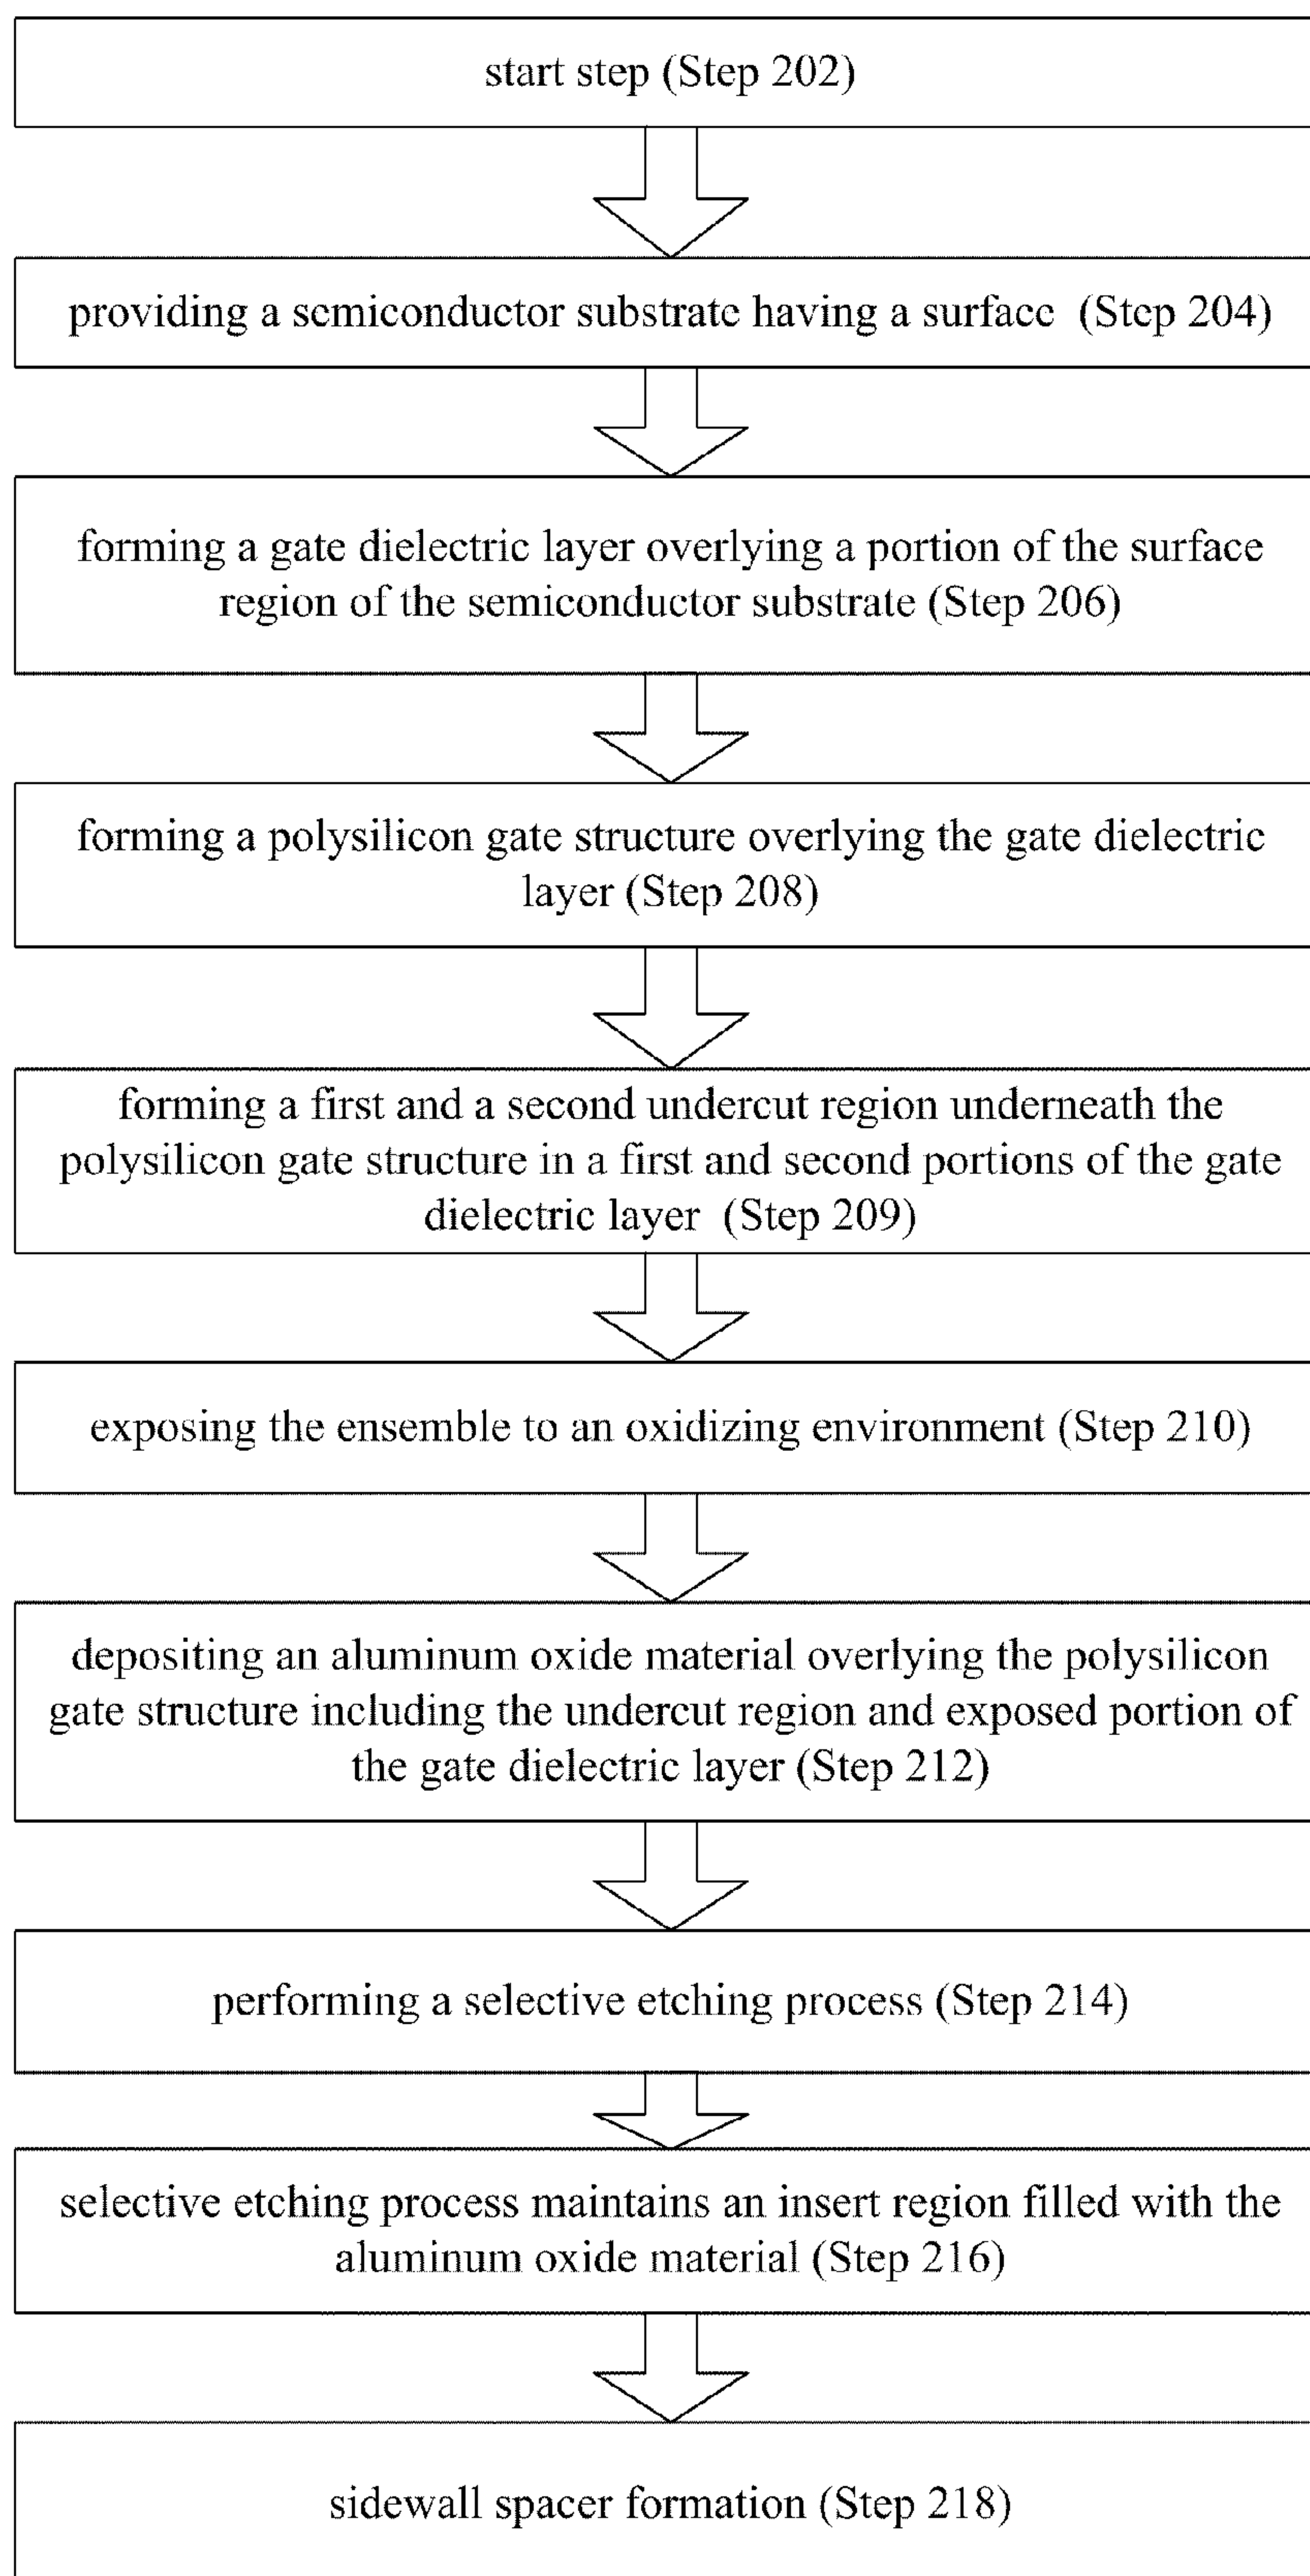 start step (Step 202)
providing a semiconductor substrate having a surface (Step 204)
forming a gate dielectric layer overlying a portion of the surface
region of the semiconductor substrate (Step 206)
forming a polysilicon gate structure overlying the gate dielectric
layer (Step 208)
forming a first and a second undercut region underneath the
polysilicon gate structure in a first and second portions of the gate
dielectric layer (Step 209)
exposing the ensemble to an oxidizing environment (Step 210)
depositing an aluminum oxide material overlying the polysilicon
gate structure including the undercut region and exposed portion of
the gate dielectric layer (Step 212)
performing a selective etching process (Step 214)
selective etching process maintains an insert region filled with the
aluminum oxide material (Step 216)
sidewall spacer formation (Step 218)